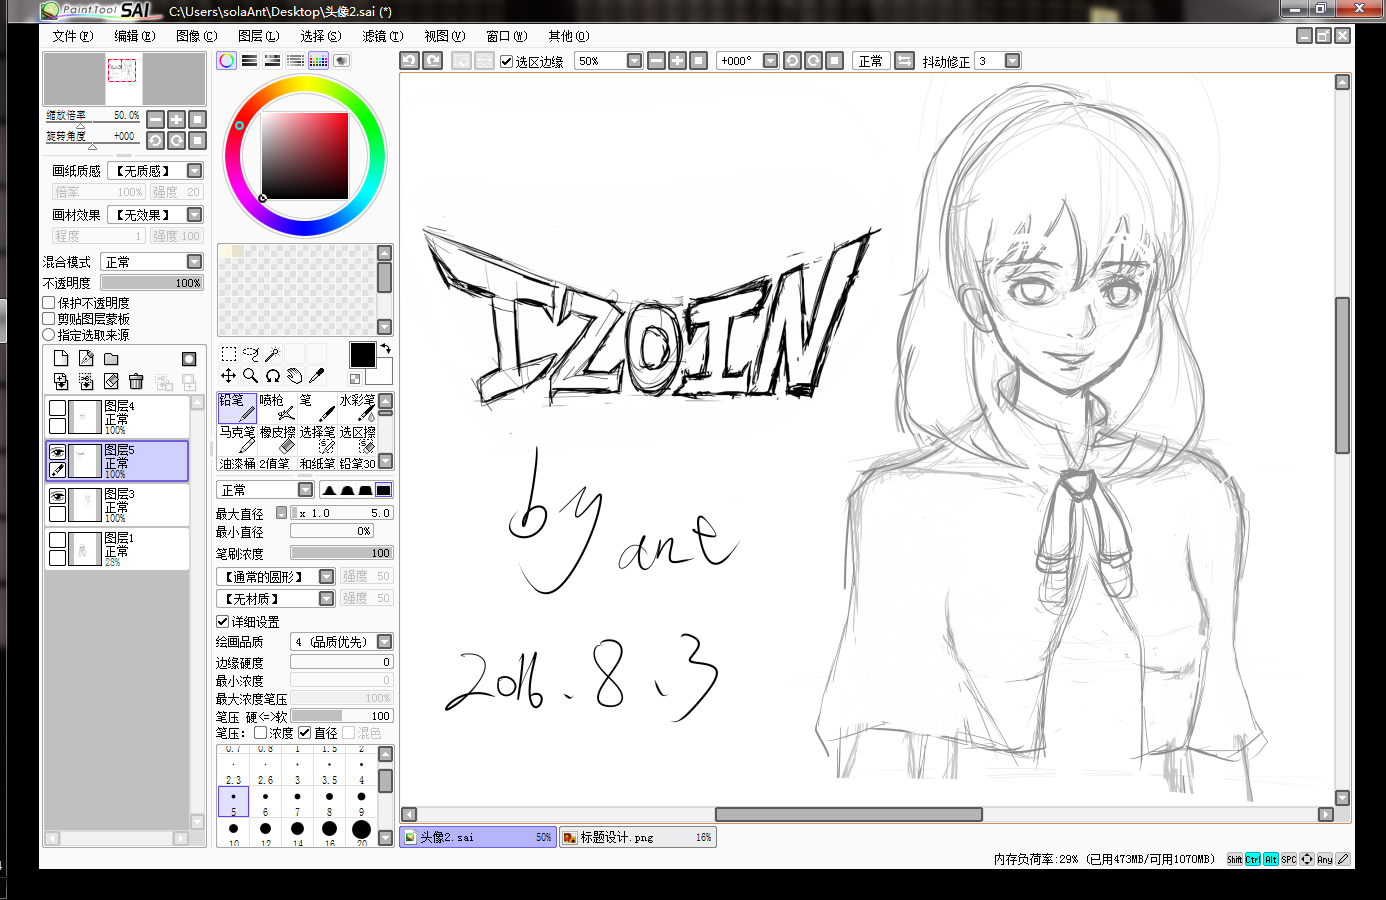 PaintTool SAI C:\Users\solaAnt\Desktop\头像2.sai (*)
文件(F) 编辑(E) 图像(C) 图层(L) 选择(S) 滤镜(T) 视图(V) 窗口(W) 其他(O)
选区边缘 50% +000° 正常 抖动修正 3
缩放倍率 50.0%
旋转角度 +000
画纸质感 【无质感】
倍率 100% 强度 20
画材效果 【无效果】
程度 1 强度 100
混合模式 正常
不透明度 100%
保护不透明度
剪贴图层蒙板
指定选取来源
图层4
正常
100%
图层5
正常
100%
图层3
正常
100%
图层1
正常
28%
铅笔 喷枪 笔 水彩笔
马克笔 橡皮擦 选择笔 选区擦
油漆桶 2值笔 和纸笔 铅笔30
正常
最大直径 x 1.0 5.0
最小直径 0%
笔刷浓度 100
【通常的圆形】 强度 50
【无材质】 强度 50
详细设置
绘画品质 4 (品质优先)
边缘硬度 0
最小浓度 0
最大浓度笔压 100%
笔压 硬<=>软 100
笔压: 浓度 直径 混色
0.7 0.8 1 1.5 2
2.3 2.6 3 3.5 4
5 6 7 8 9
10 12 14 16 20
IZOIN
by ant
2016、8、3
头像2.sai 50% 标题设计.png 16%
内存负荷率:29% (已用473MB/可用1070MB) Shift Ctrl Alt SPC Any